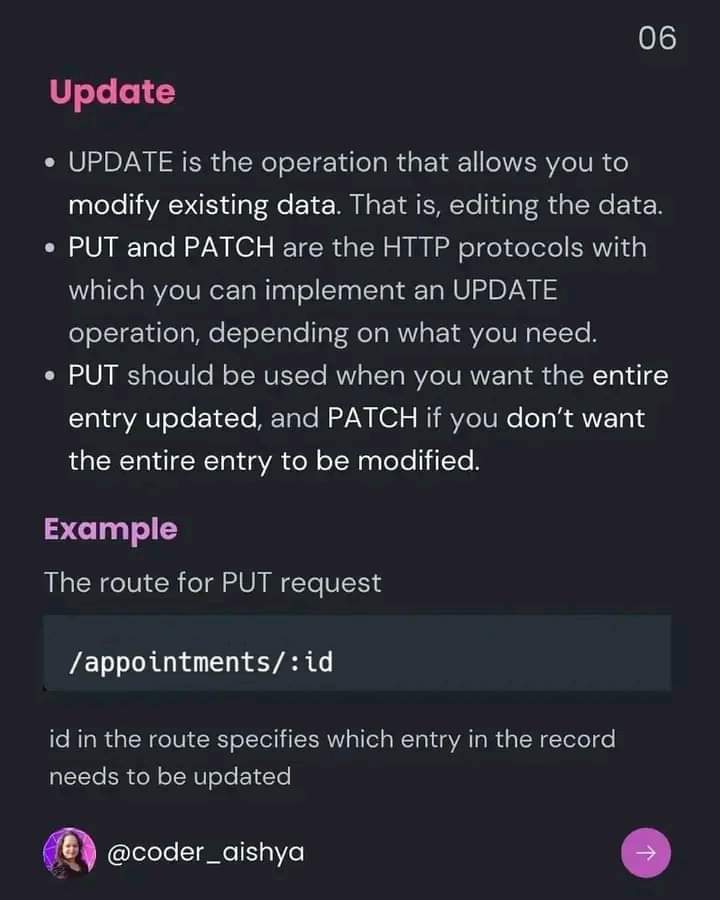 06
Update
• UPDATE is the operation that allows you to
modify existing data. That is, editing the data.
• PUT and PATCH are the HTTP protocols with
which you can implement an UPDATE
operation, depending on what you need.
• PUT should be used when you want the entire
entry updated, and PATCH if you don’t want
the entire entry to be modified.
Example
The route for PUT request
/appointments/:id
id in the route specifies which entry in the record
needs to be updated
@coder_aishya